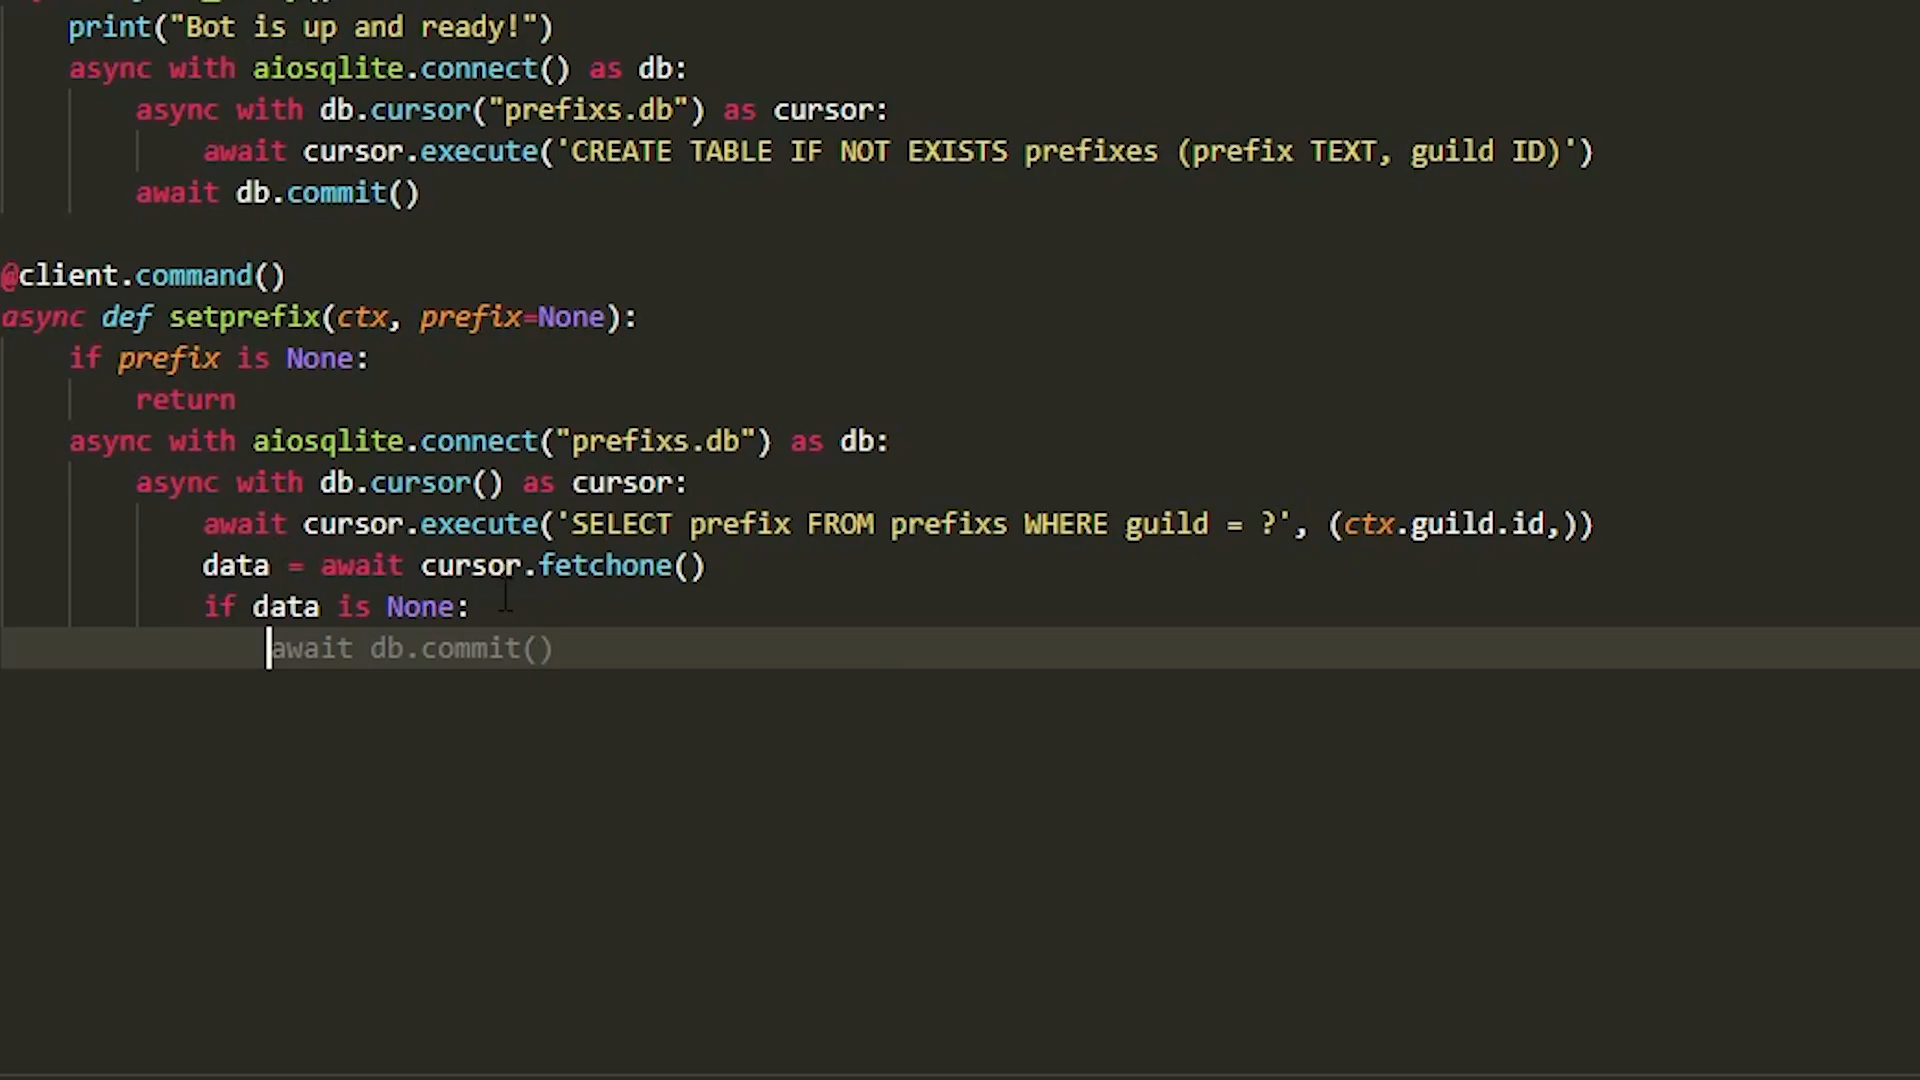 print("Bot is up and ready!")
async with aiosqlite.connect() as db:
async with db.cursor("prefixs.db") as cursor:
await cursor.execute('CREATE TABLE IF NOT EXISTS prefixes (prefix TEXT, guild ID)')
await db.commit()
@client.command()
async def setprefix(ctx, prefix=None):
if prefix is None:
return
async with aiosqlite.connect("prefixs.db") as db:
async with db.cursor() as cursor:
await cursor.execute('SELECT prefix FROM prefixs WHERE guild = ?', (ctx.guild.id,))
data = await cursor.fetchone()
if data is None:
await db.commit()